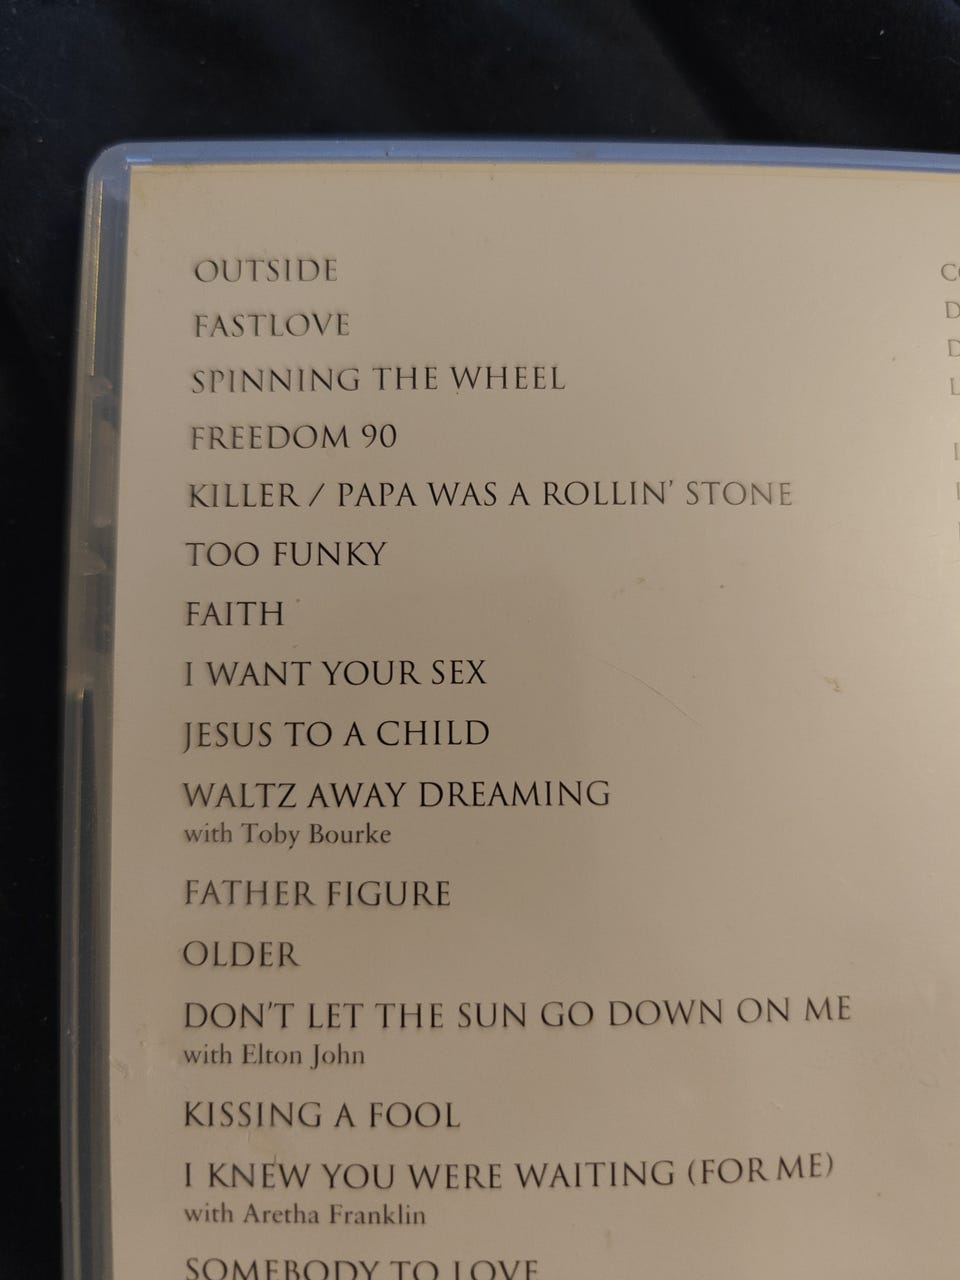 OUTSIDE
FASTLOVE
SPINNING THE WHEEL
FREEDOM 90
KILLER / PAPA WAS A ROLLIN' STONE
TOO FUNKY
FAITH
I WANT YOUR SEX
JESUS TO A CHILD
WALTZ AWAY DREAMING
with Toby Bourke
FATHER FIGURE
OLDER
DON'T LET THE SUN GO DOWN ON ME
with Elton John
KISSING A FOOL
I KNEW YOU WERE WAITING (FOR ME)
with Aretha Franklin
SOMEBODY TO LOVE